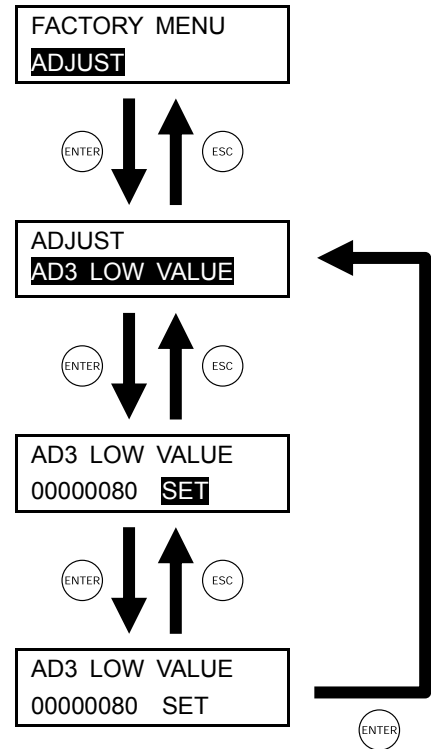 FACTORY MENU
ADJUST
ENTER
ESC
ADJUST
AD3 LOW VALUE
ENTER
ESC
AD3 LOW VALUE
00000080 SET
ENTER
ESC
AD3 LOW VALUE
00000080 SET
ENTER